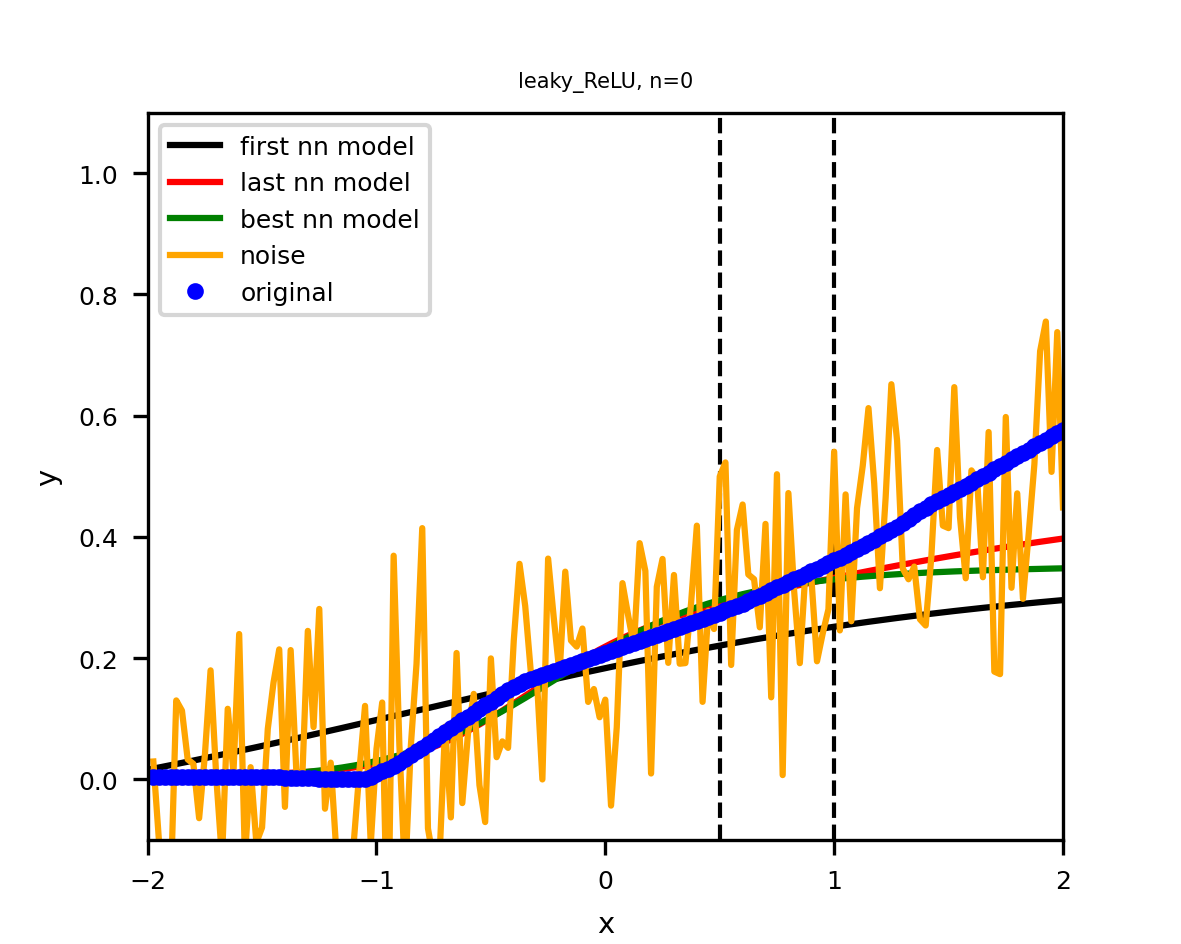 leaky_ReLU, n=0
first nn model
last nn model
best nn model
noise
original
1.0
0.8
0.6
0.4
0.2
0.0
y
−2
−1
0
1
2
x